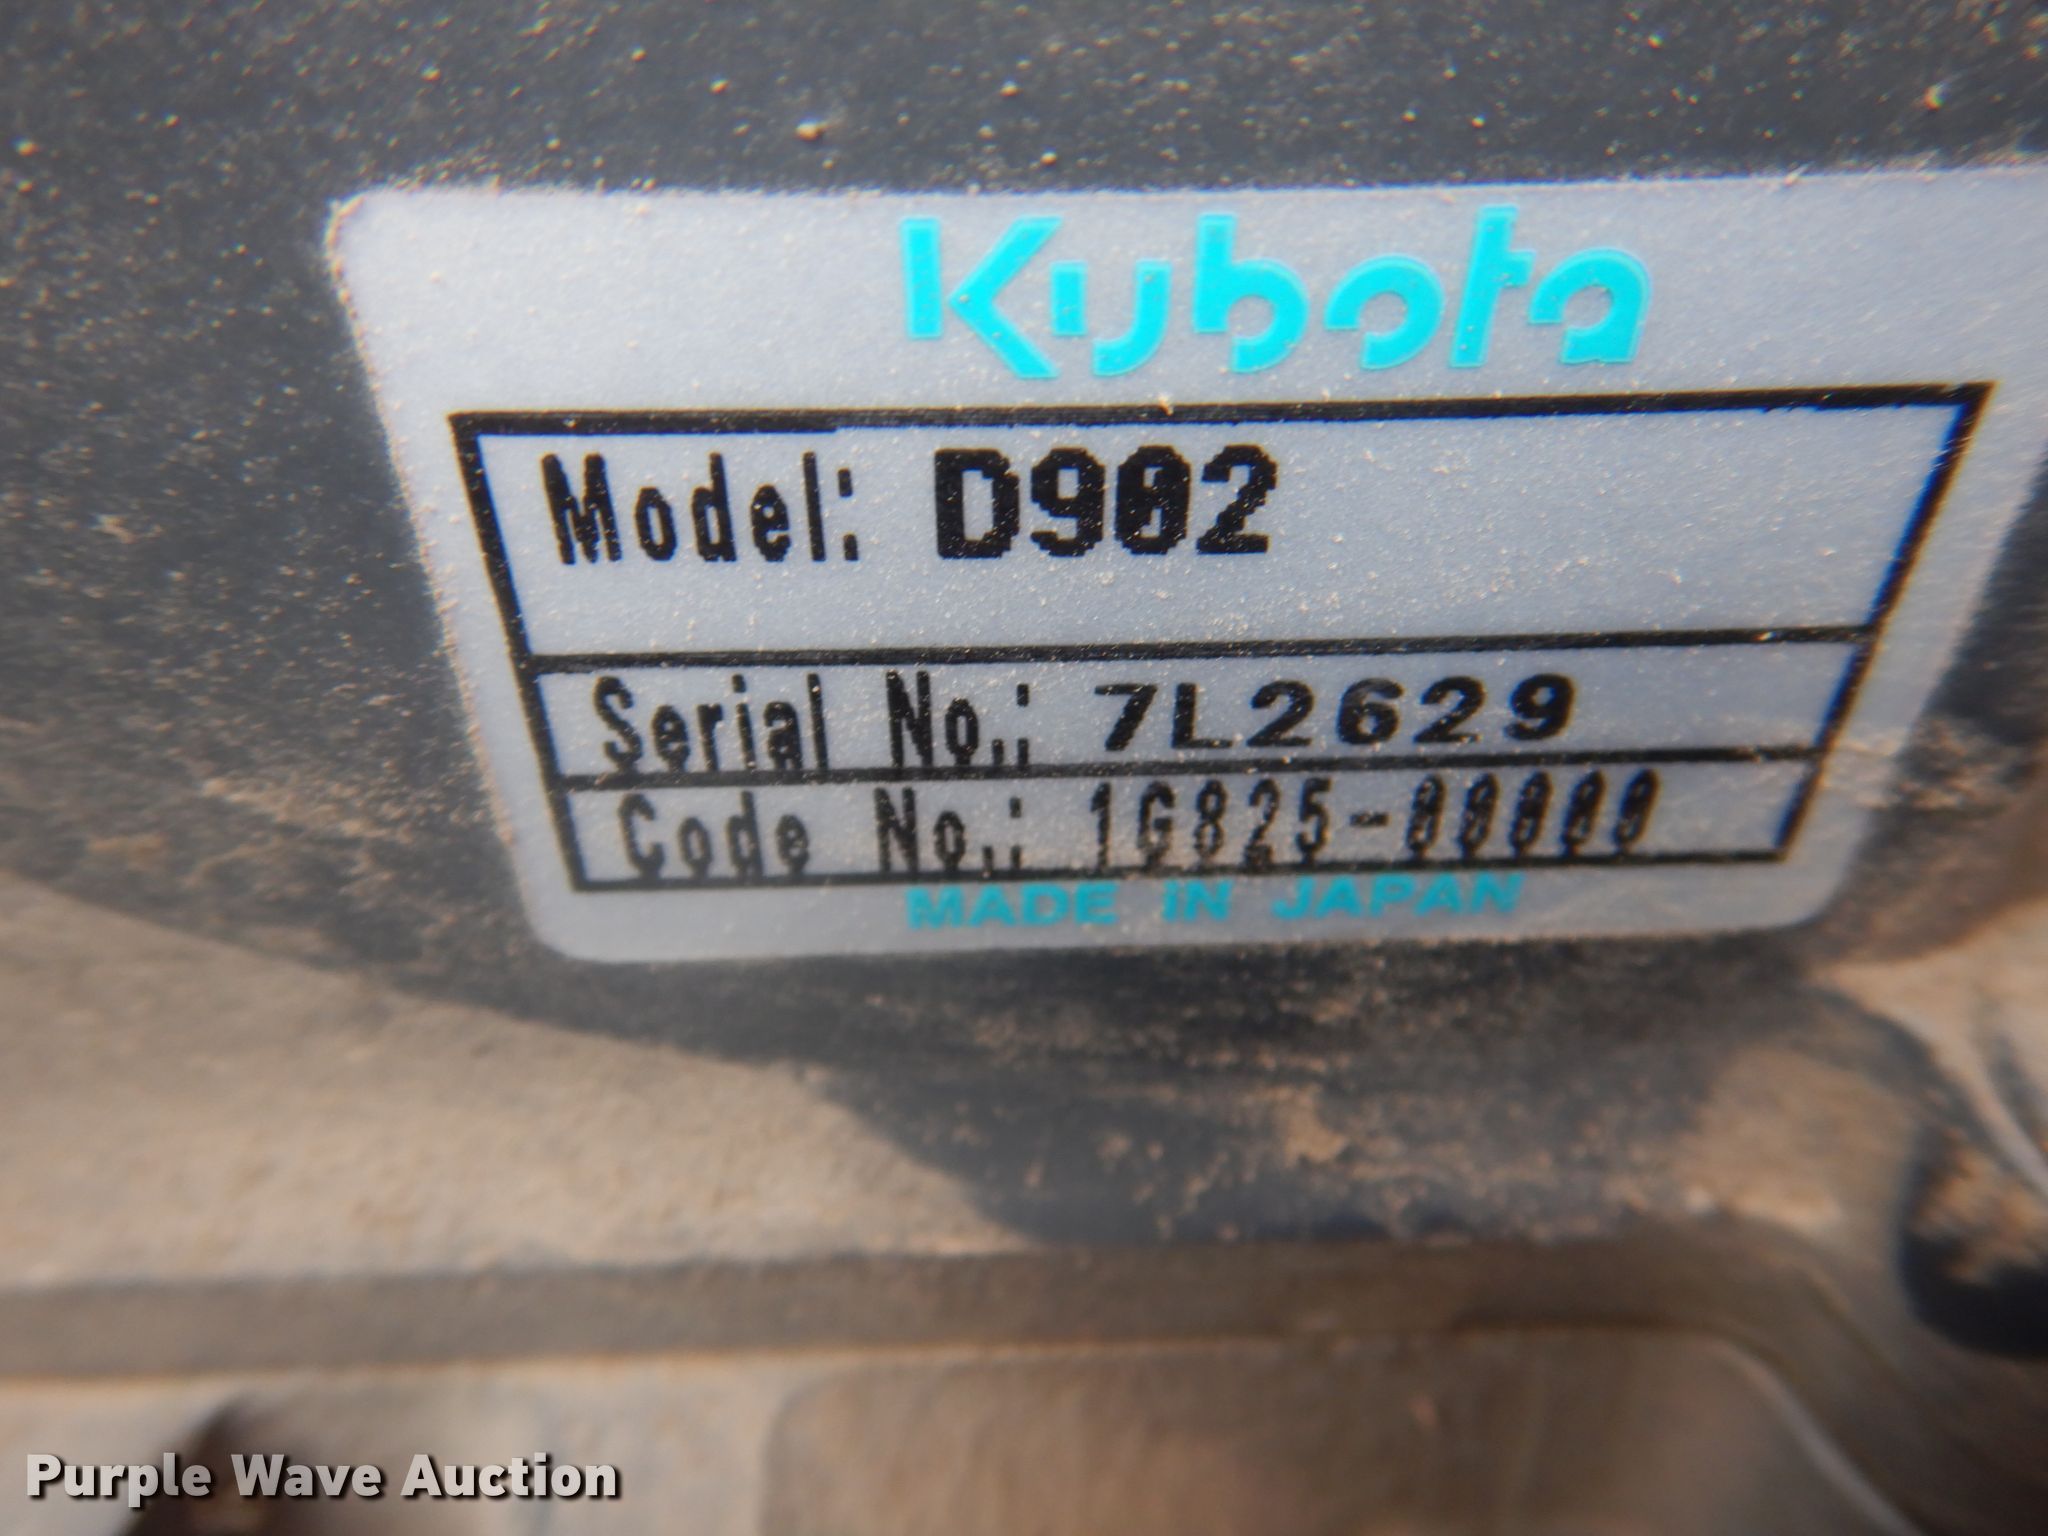 Kubota
Model: D902
Serial No.: 7L2629
Code No.: 1G825-00000
MADE IN JAPAN
Purple Wave Auction